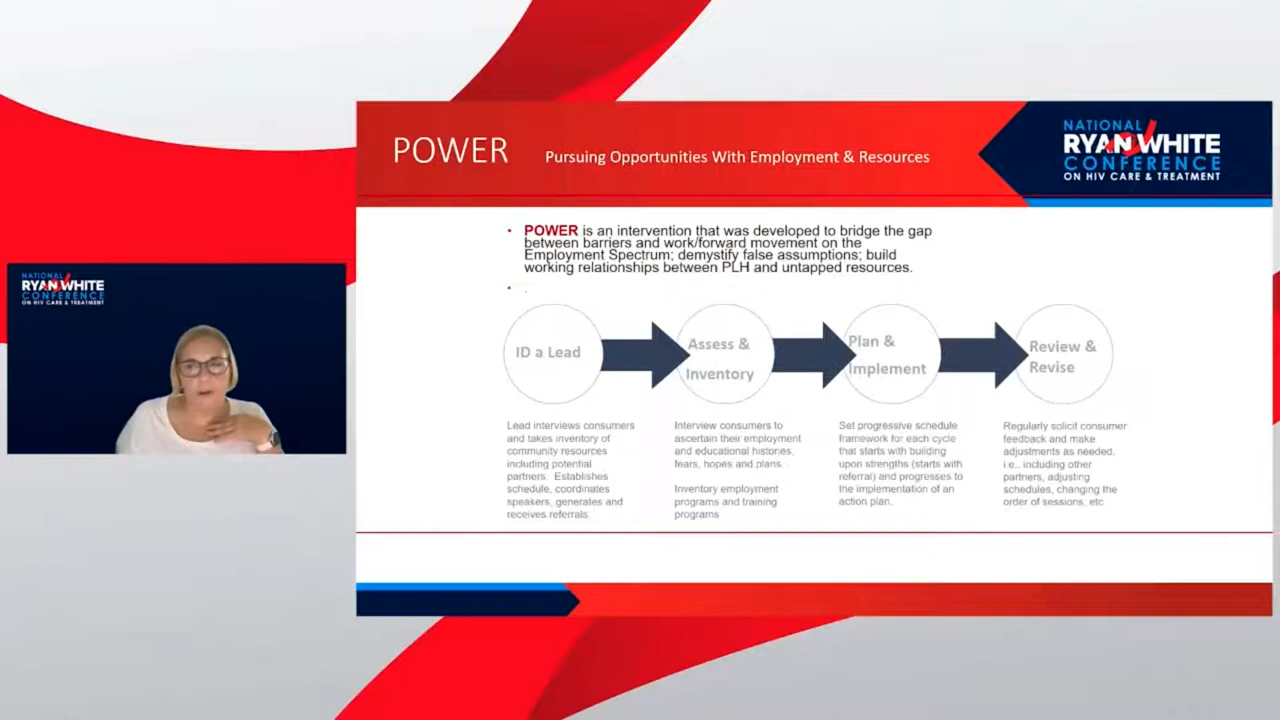 NATIONAL
RYAN WHITE
CONFERENCE
ON HIV CARE & TREATMENT
POWER
Pursuing Opportunities With Employment & Resources
NATIONAL
RYAN WHITE
CONFERENCE
ON HIV CARE & TREATMENT
• POWER is an intervention that was developed to bridge the gap
between barriers and work/forward movement on the
Employment Spectrum; demystify false assumptions; build
working relationships between PLH and untapped resources.
• .
ID a Lead
Assess &
Inventory
Plan &
Implement
Review &
Revise
Lead interviews consumers
and takes inventory of
community resources
including potential
partners. Establishes
schedule, coordinates
speakers, generates and
receives referrals.
Interview consumers to
ascertain their employment
and educational histories,
fears, hopes and plans.
Inventory employment
programs and training
programs
Set progressive schedule
framework for each cycle
that starts with building
upon strengths (starts with
referral) and progresses to
the implementation of an
action plan.
Regularly solicit consumer
feedback and make
adjustments as needed.
i.e.. including other
partners, adjusting
schedules, changing the
order of sessions, etc